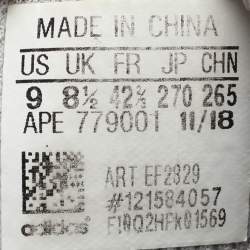 MADE IN CHINA
US UK FR JP CHN
9 8½ 42⅔ 270 265
APE 779001 11/18
ART EF2829
#121584057
adidas F10Q2HFk01569